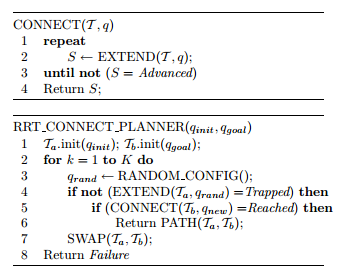 CONNECT(𝒯, q)
1 repeat
2 S ← EXTEND(𝒯, q);
3 until not (S = Advanced)
4 Return S;
RRT_CONNECT_PLANNER(q_init, q_goal)
1 𝒯_a.init(q_init); 𝒯_b.init(q_goal);
2 for k = 1 to K do
3 q_rand ← RANDOM_CONFIG();
4 if not (EXTEND(𝒯_a, q_rand) = Trapped) then
5 if (CONNECT(𝒯_b, q_new) = Reached) then
6 Return PATH(𝒯_a, 𝒯_b);
7 SWAP(𝒯_a, 𝒯_b);
8 Return Failure